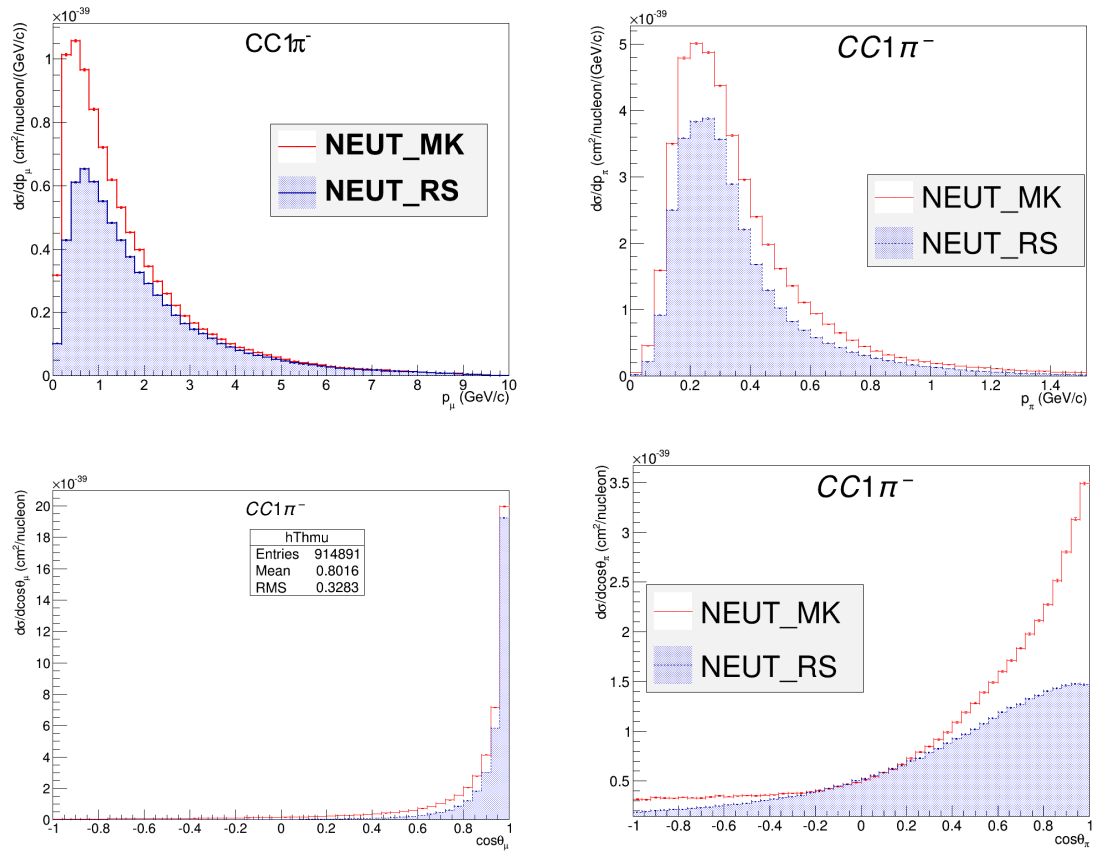 ×10⁻³⁹
dσ/dp_μ (cm²/nucleon/(GeV/c))
CC1π⁻
NEUT_MK
NEUT_RS
1
0.8
0.6
0.4
0.2
0
0 1 2 3 4 5 6 7 8 9 10
p_μ (GeV/c)
×10⁻³⁹
dσ/dp_π (cm²/nucleon/(GeV/c))
CC1π⁻
NEUT_MK
NEUT_RS
5
4
3
2
1
0
0.2 0.4 0.6 0.8 1 1.2 1.4
p_π (GeV/c)
×10⁻³⁹
dσ/dcosθ_μ (cm²/nucleon)
CC1π⁻
hThmu
Entries 914891
Mean 0.8016
RMS 0.3283
20
18
16
14
12
10
8
6
4
2
0
-1 -0.8 -0.6 -0.4 -0.2 0 0.2 0.4 0.6 0.8 1
cosθ_μ
×10⁻³⁹
dσ/dcosθ_π (cm²/nucleon)
CC1π⁻
NEUT_MK
NEUT_RS
3.5
3
2.5
2
1.5
1
0.5
-1 -0.8 -0.6 -0.4 -0.2 0 0.2 0.4 0.6 0.8 1
cosθ_π